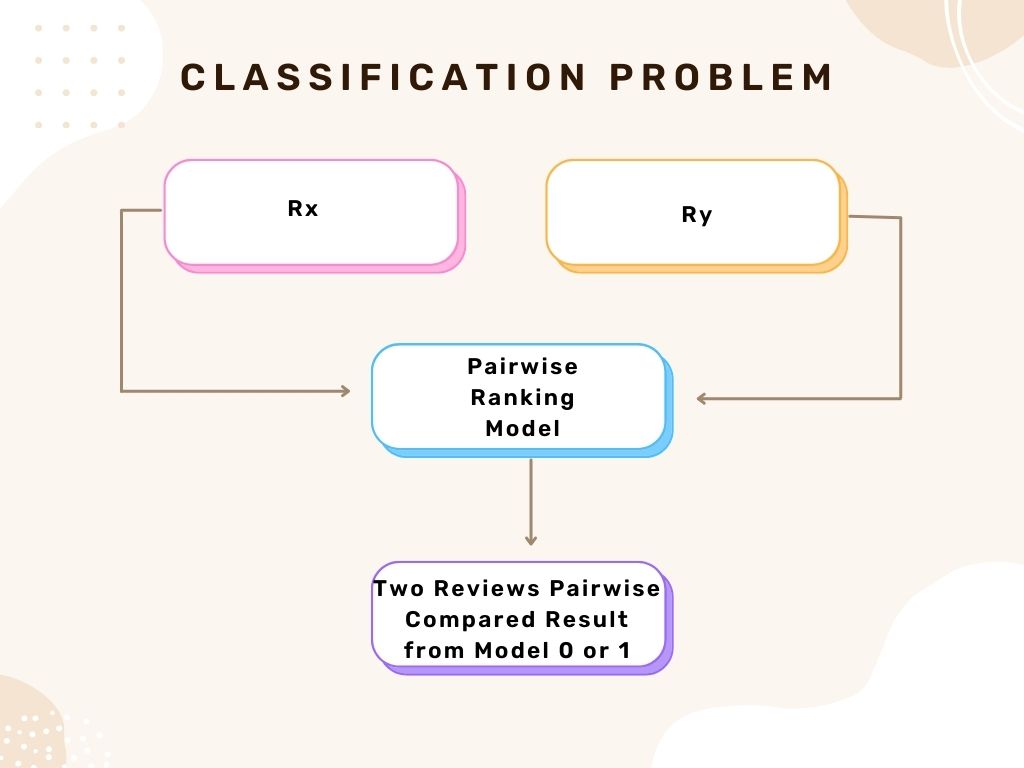 CLASSIFICATION PROBLEM
Rx
Ry
Pairwise
Ranking
Model
Two Reviews Pairwise
Compared Result
from Model 0 or 1